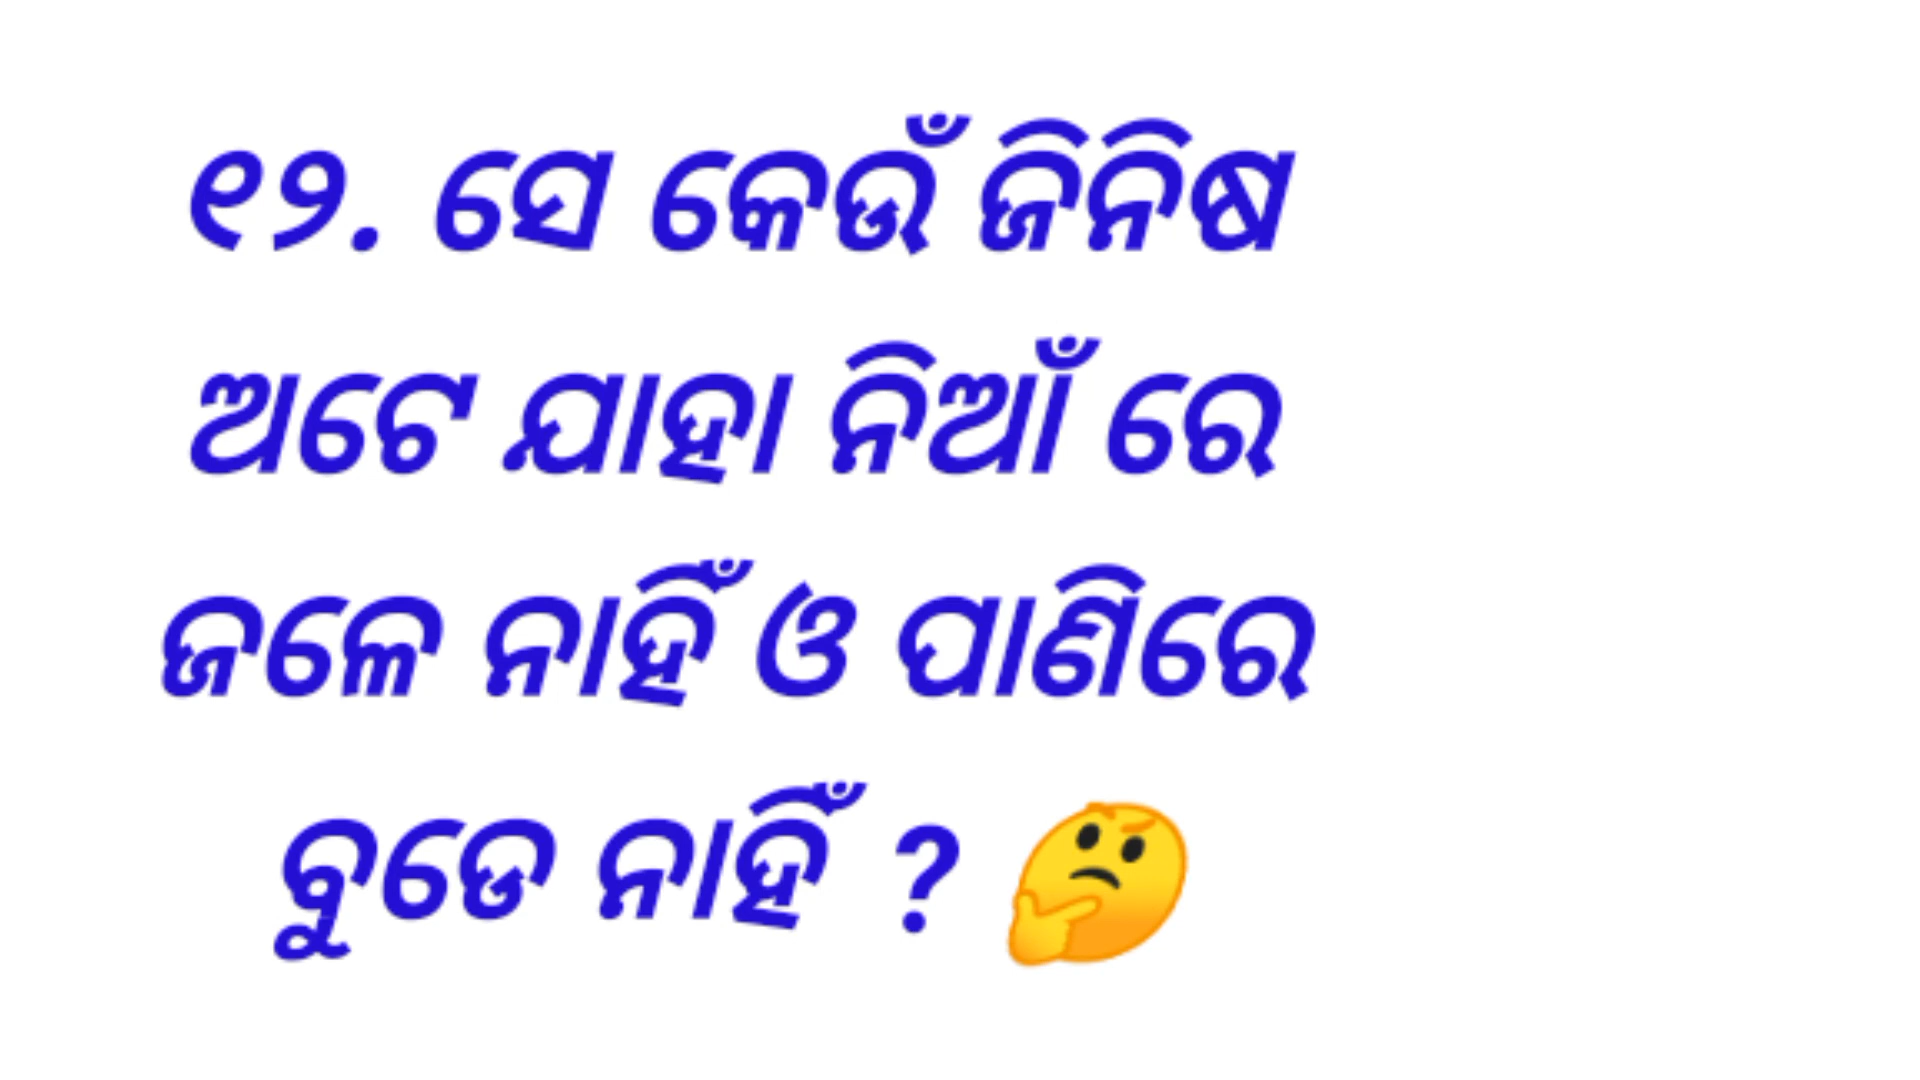 ୧୨. ସେ କେଉଁ ଜିନିଷ
ଅଟେ ଯାହା ନିଆଁ ରେ
ଜଳେ ନାହିଁ ଓ ପାଣିରେ
ବୁଡେ ନାହିଁ ? 🤔